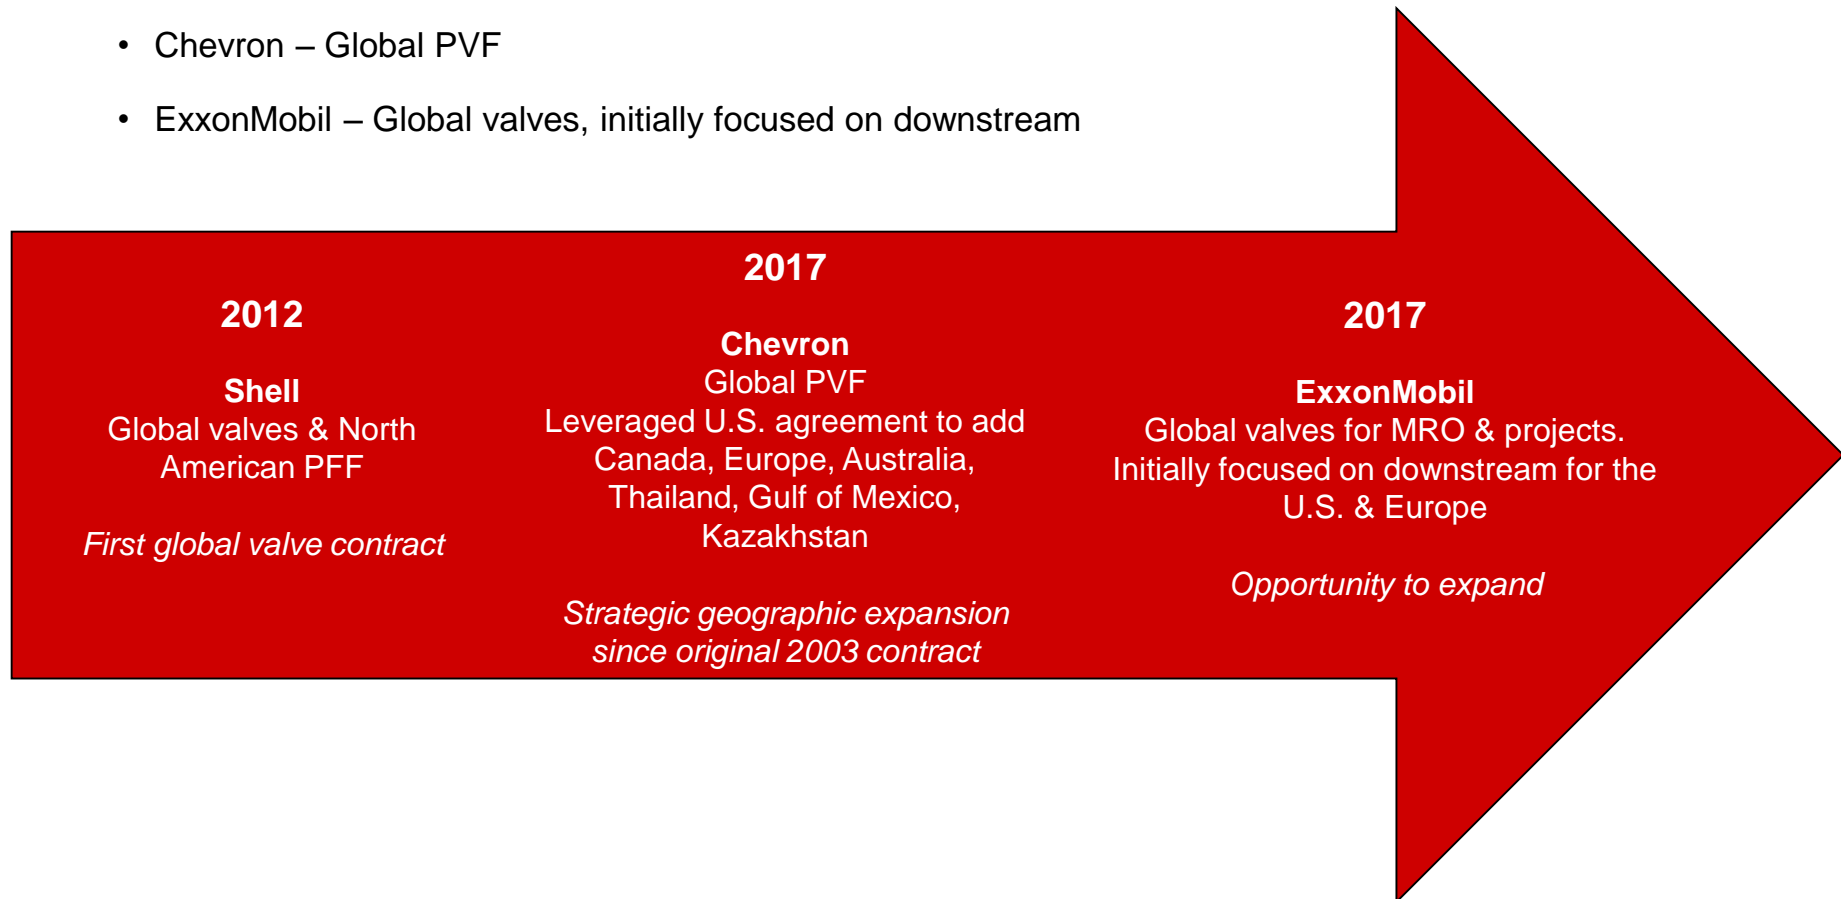 • Chevron – Global PVF
• ExxonMobil – Global valves, initially focused on downstream
2012
Shell
Global valves & North
American PFF
First global valve contract
2017
Chevron
Global PVF
Leveraged U.S. agreement to add
Canada, Europe, Australia,
Thailand, Gulf of Mexico,
Kazakhstan
Strategic geographic expansion
since original 2003 contract
2017
ExxonMobil
Global valves for MRO & projects.
Initially focused on downstream for the
U.S. & Europe
Opportunity to expand